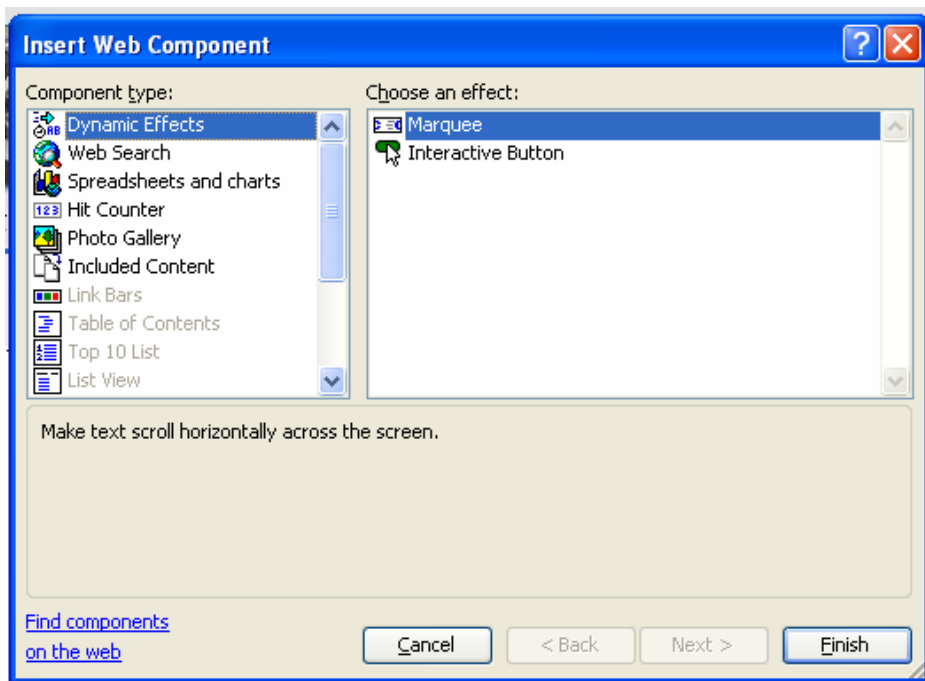 Insert Web Component
Component type:
Choose an effect:
Dynamic Effects
Web Search
Spreadsheets and charts
123 Hit Counter
Photo Gallery
Included Content
Link Bars
Table of Contents
Top 10 List
List View
Marquee
Interactive Button
Make text scroll horizontally across the screen.
Find components
on the web
Cancel
< Back
Next >
Finish